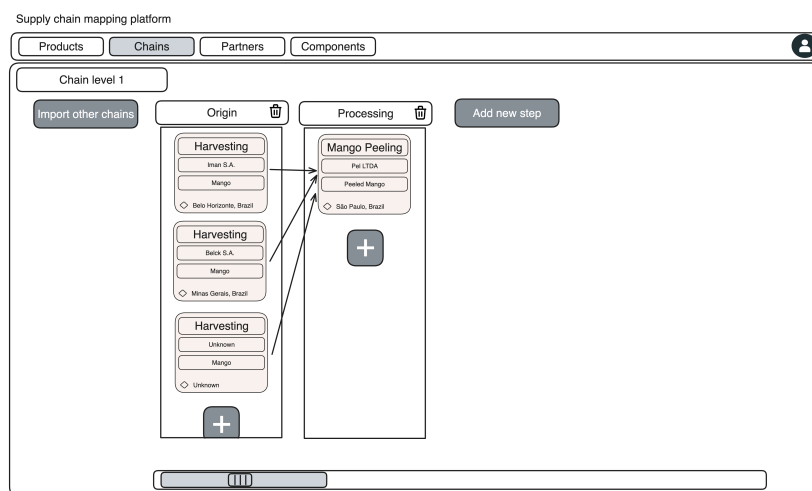 Supply chain mapping platform
Products
Chains
Partners
Components
Chain level 1
Import other chains
Origin
Processing
Add new step
Harvesting
Iman S.A.
Mango
Belo Horizonte, Brazil
Harvesting
Belck S.A.
Mango
Minas Gerais, Brazil
Harvesting
Unknown
Mango
Unknown
Mango Peeling
Pel LTDA
Peeled Mango
São Paulo, Brazil